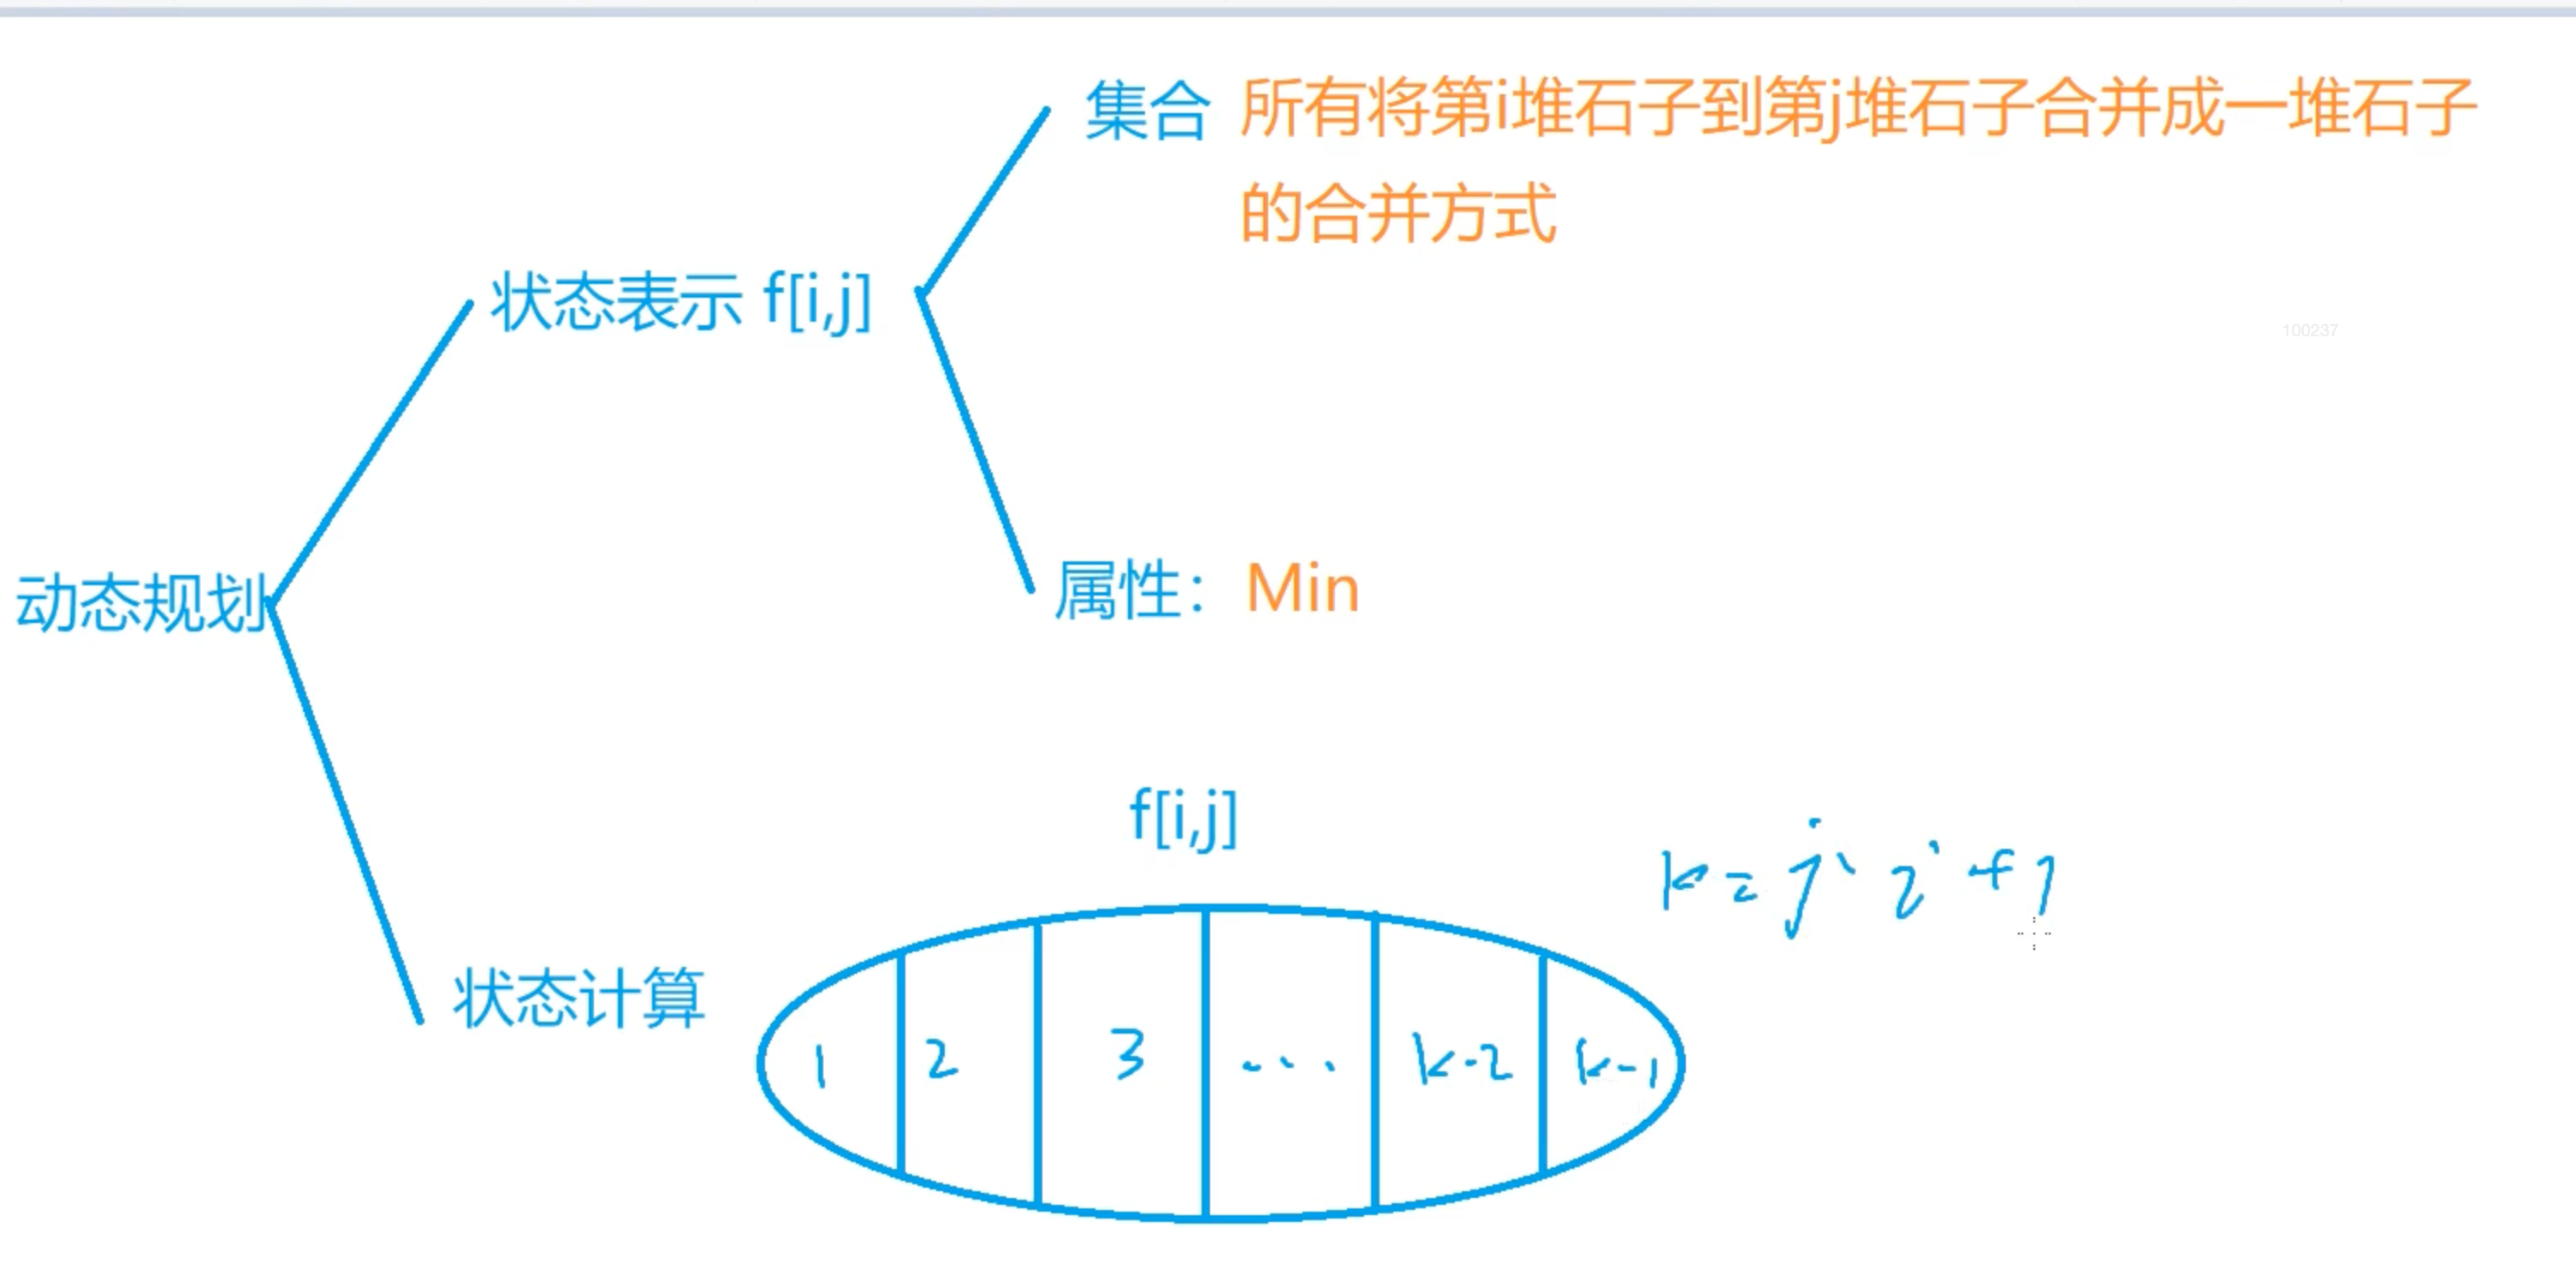 集合 所有将第i堆石子到第j堆石子合并成一堆石子
的合并方式
状态表示 f[i,j]
100237
属性：Min
动态规划
f[i,j]
k=j-i+1
状态计算
1 2 3 ... k-2 k-1